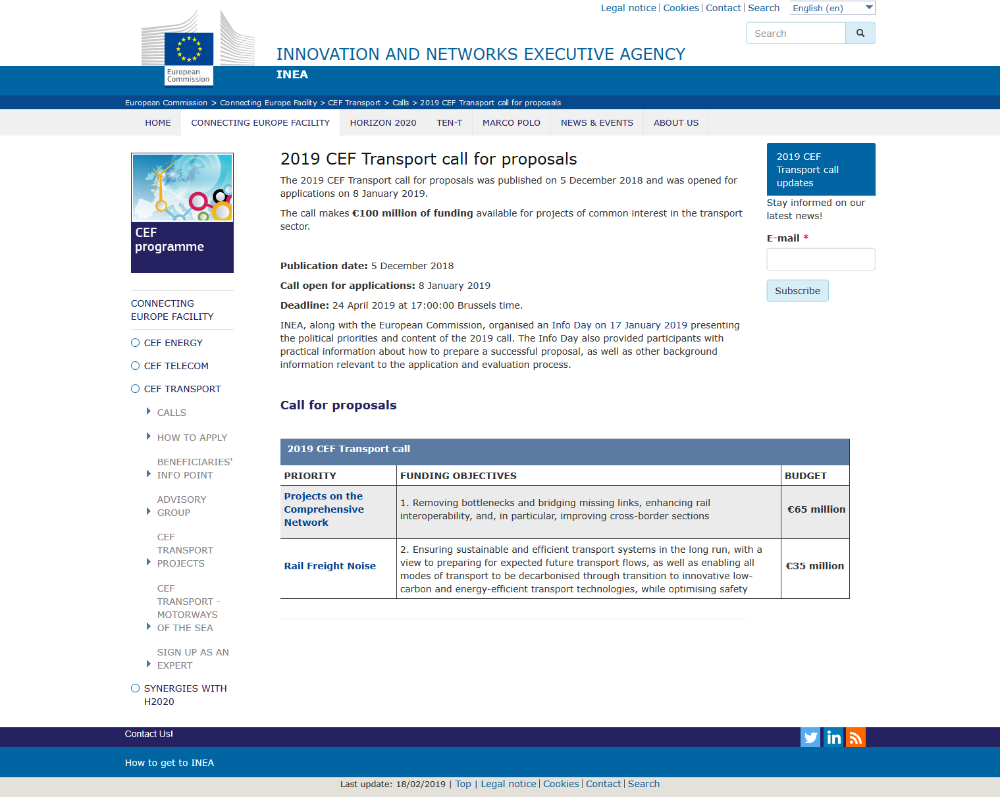 Legal notice | Cookies | Contact | Search English (en)
Search
INNOVATION AND NETWORKS EXECUTIVE AGENCY
European
Commission
INEA
European Commission > Connecting Europe Facility > CEF Transport > Calls > 2019 CEF Transport call for proposals
HOME CONNECTING EUROPE FACILITY HORIZON 2020 TEN-T MARCO POLO NEWS & EVENTS ABOUT US
CEF
programme
CONNECTING
EUROPE FACILITY
CEF ENERGY
CEF TELECOM
CEF TRANSPORT
CALLS
HOW TO APPLY
BENEFICIARIES'
INFO POINT
ADVISORY
GROUP
CEF
TRANSPORT
PROJECTS
CEF
TRANSPORT -
MOTORWAYS
OF THE SEA
SIGN UP AS AN
EXPERT
SYNERGIES WITH
H2020
2019 CEF Transport call for proposals
The 2019 CEF Transport call for proposals was published on 5 December 2018 and was opened for
applications on 8 January 2019.
The call makes €100 million of funding available for projects of common interest in the transport
sector.
Publication date: 5 December 2018
Call open for applications: 8 January 2019
Deadline: 24 April 2019 at 17:00:00 Brussels time.
INEA, along with the European Commission, organised an Info Day on 17 January 2019 presenting
the political priorities and content of the 2019 call. The Info Day also provided participants with
practical information about how to prepare a successful proposal, as well as other background
information relevant to the application and evaluation process.
Call for proposals
2019 CEF Transport call
PRIORITY FUNDING OBJECTIVES BUDGET
Projects on the
Comprehensive
Network
1. Removing bottlenecks and bridging missing links, enhancing rail
interoperability, and, in particular, improving cross-border sections
€65 million
Rail Freight Noise
2. Ensuring sustainable and efficient transport systems in the long run, with a
view to preparing for expected future transport flows, as well as enabling all
modes of transport to be decarbonised through transition to innovative low-
carbon and energy-efficient transport technologies, while optimising safety
€35 million
2019 CEF
Transport call
updates
Stay informed on our
latest news!
E-mail *
Subscribe
Contact Us!
in
How to get to INEA
Last update: 18/02/2019 | Top | Legal notice | Cookies | Contact | Search